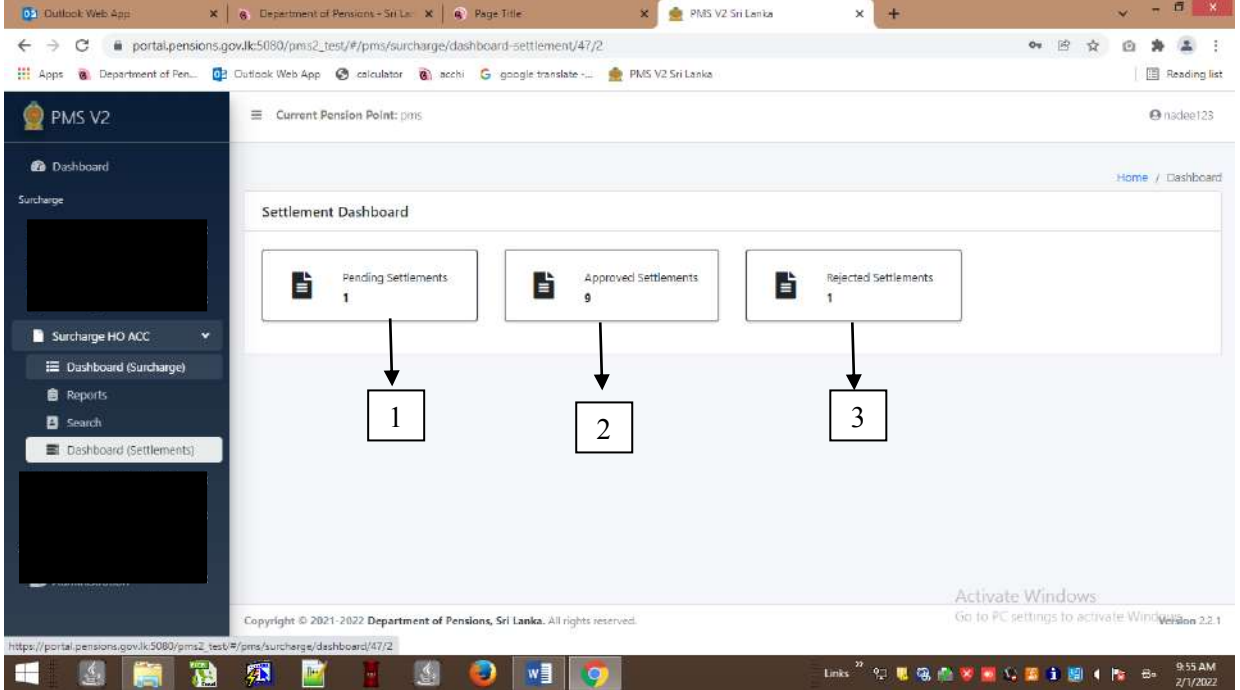 Outlook Web App
Department of Pensions - Sri La
Page Title
PMS V2 Sri Lanka
portal.pensions.gov.lk:5080/pms2_test/#/pms/surcharge/dashboard-settlement/47/2
Apps
Department of Pen...
Outlook Web App
calculator
acchi
google translate -...
PMS V2 Sri Lanka
Reading list
PMS V2
Current Pension Point: pms
nadee123
Dashboard
Home / Dashboard
Surcharge
Settlement Dashboard
Pending Settlements
1
Approved Settlements
9
Rejected Settlements
1
Surcharge HO ACC
Dashboard (Surcharge)
Reports
Search
Dashboard (Settlements)
1
2
3
Activate Windows
Go to PC settings to activate Windows.
Copyright © 2021-2022 Department of Pensions, Sri Lanka. All rights reserved.
Version 2.2.1
https://portal.pensions.gov.lk:5080/pms2_test/#/pms/surcharge/dashboard/47/2
Links
9:55 AM
2/1/2022